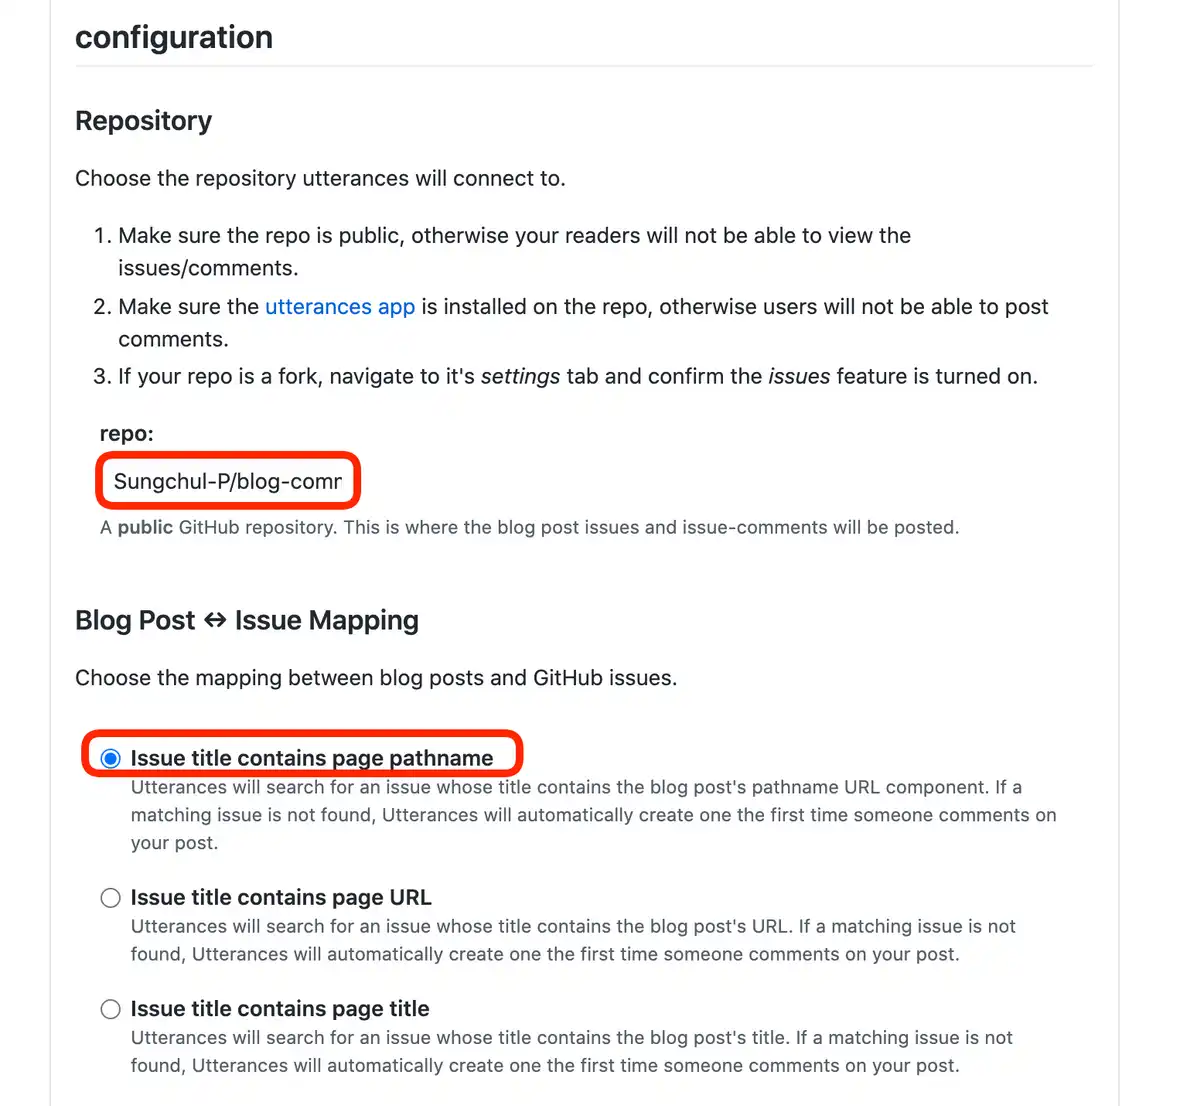 configuration
Repository
Choose the repository utterances will connect to.
1. Make sure the repo is public, otherwise your readers will not be able to view the
issues/comments.
2. Make sure the utterances app is installed on the repo, otherwise users will not be able to post
comments.
3. If your repo is a fork, navigate to it's settings tab and confirm the issues feature is turned on.
repo:
Sungchul-P/blog-comm
A public GitHub repository. This is where the blog post issues and issue-comments will be posted.
Blog Post ↔ Issue Mapping
Choose the mapping between blog posts and GitHub issues.
Issue title contains page pathname
Utterances will search for an issue whose title contains the blog post's pathname URL component. If a
matching issue is not found, Utterances will automatically create one the first time someone comments on
your post.
Issue title contains page URL
Utterances will search for an issue whose title contains the blog post's URL. If a matching issue is not
found, Utterances will automatically create one the first time someone comments on your post.
Issue title contains page title
Utterances will search for an issue whose title contains the blog post's title. If a matching issue is not
found, Utterances will automatically create one the first time someone comments on your post.